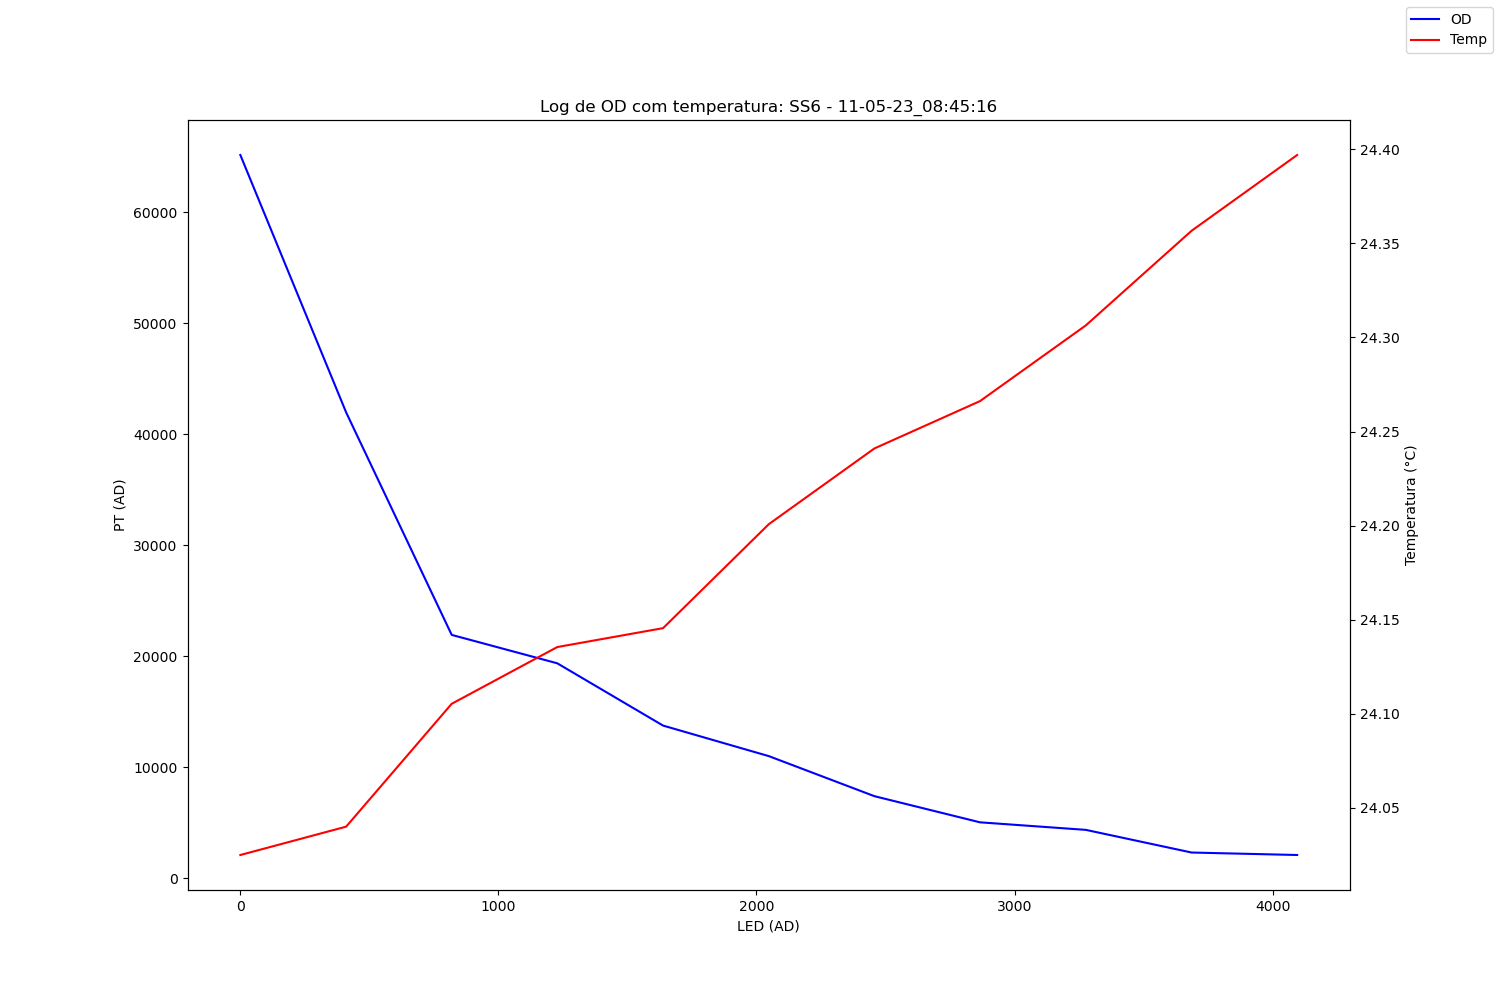 OD
Temp
Log de OD com temperatura: SS6 - 11-05-23_08:45:16
60000
50000
40000
30000
20000
10000
0
PT (AD)
24.40
24.35
24.30
24.25
24.20
24.15
24.10
24.05
Temperatura (°C)
0 1000 2000 3000 4000
LED (AD)